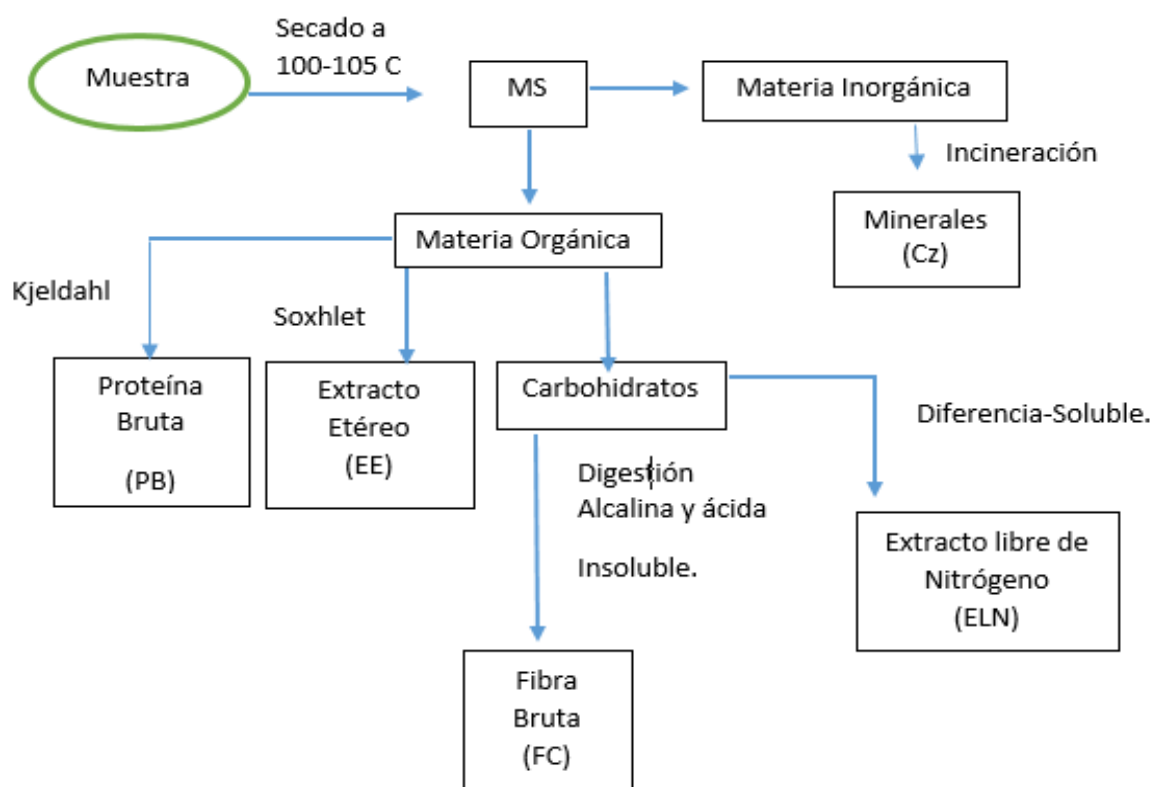 Muestra
Secado a
100-105 C
MS
Materia Inorgánica
Incineración
Minerales
(Cz)
Materia Orgánica
Kjeldahl
Soxhlet
Proteína
Bruta
(PB)
Extracto
Etéreo
(EE)
Carbohidratos
Diferencia-Soluble.
Digestión
Alcalina y ácida
Insoluble.
Extracto libre de
Nitrógeno
(ELN)
Fibra
Bruta
(FC)